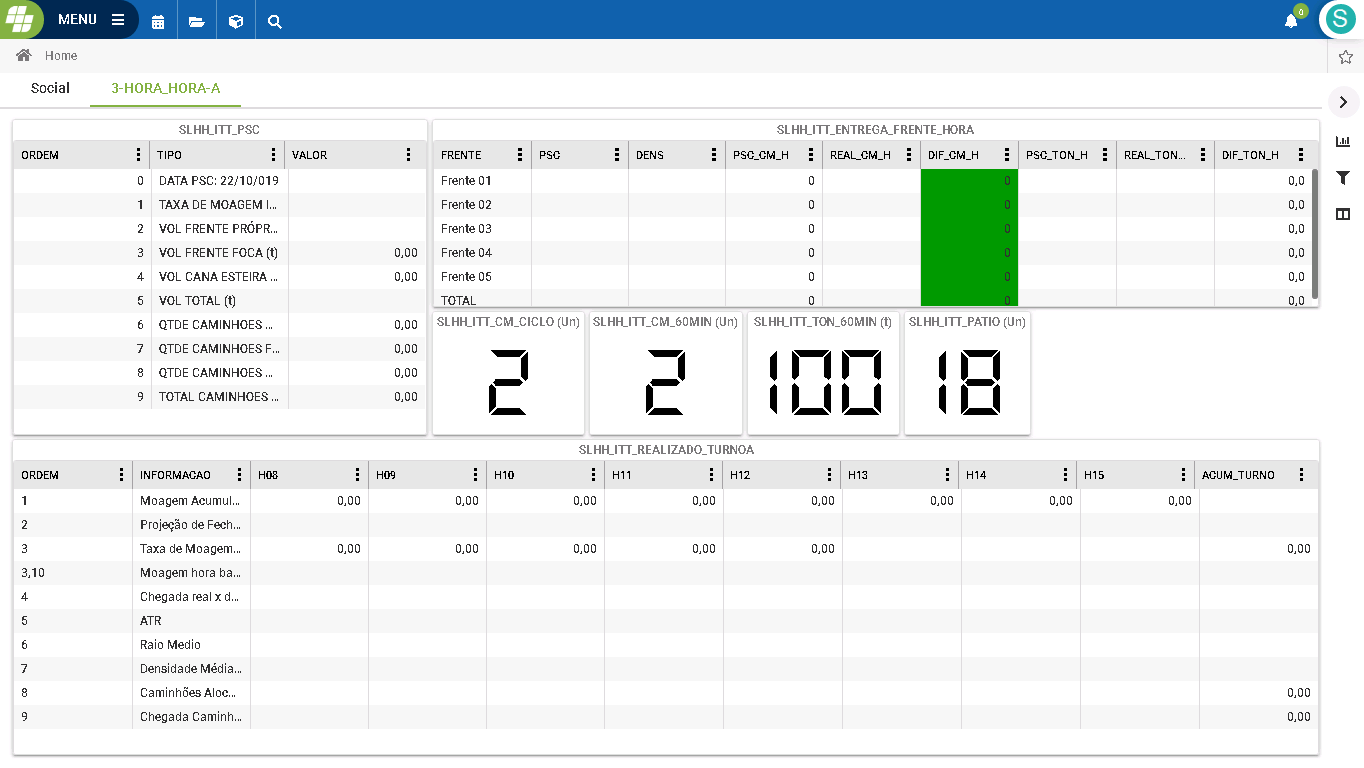 MENU
0
S
Home
Social
3-HORA_HORA-A
SLHH_ITT_PSC
ORDEM TIPO VALOR
0 DATA PSC: 22/10/019
1 TAXA DE MOAGEM I...
2 VOL FRENTE PRÓPR...
3 VOL FRENTE FOCA (t) 0,00
4 VOL CANA ESTEIRA ... 0,00
5 VOL TOTAL (t)
6 QTDE CAMINHOES ... 0,00
7 QTDE CAMINHOES F... 0,00
8 QTDE CAMINHOES ... 0,00
9 TOTAL CAMINHOES ... 0,00
SLHH_ITT_ENTREGA_FRENTE_HORA
FRENTE PSC DENS PSC_CM_H REAL_CM_H DIF_CM_H PSC_TON_H REAL_TON... DIF_TON_H
Frente 01 0 0 0,0
Frente 02 0 0 0,0
Frente 03 0 0 0,0
Frente 04 0 0 0,0
Frente 05 0 0 0,0
TOTAL 0 0 0,0
SLHH_ITT_CM_CICLO (Un)
2
SLHH_ITT_CM_60MIN (Un)
2
SLHH_ITT_TON_60MIN (t)
100
SLHH_ITT_PATIO (Un)
18
SLHH_ITT_REALIZADO_TURNOA
ORDEM INFORMACAO H08 H09 H10 H11 H12 H13 H14 H15 ACUM_TURNO
1 Moagem Acumul... 0,00 0,00 0,00 0,00 0,00 0,00 0,00 0,00
2 Projeção de Fech...
3 Taxa de Moagem... 0,00 0,00 0,00 0,00 0,00 0,00
3,10 Moagem hora ba...
4 Chegada real x d...
5 ATR
6 Raio Medio
7 Densidade Média...
8 Caminhões Aloc... 0,00
9 Chegada Caminh... 0,00